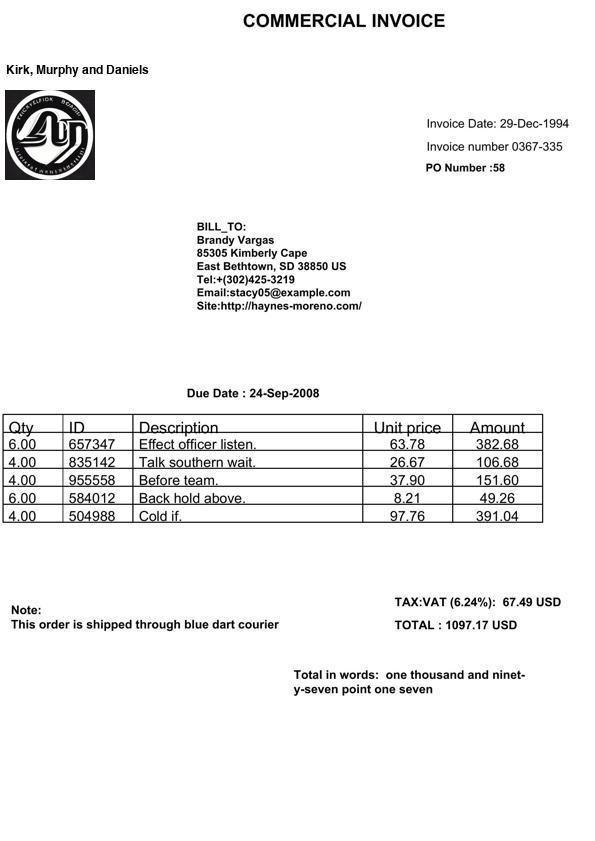 COMMERCIAL INVOICE
Kirk, Murphy and Daniels
Invoice Date: 29-Dec-1994
Invoice number 0367-335
PO Number :58
BILL_TO:
Brandy Vargas
85305 Kimberly Cape
East Bethtown, SD 38850 US
Tel:+(302)425-3219
Email:stacy05@example.com
Site:http://haynes-moreno.com/
Due Date : 24-Sep-2008
Qty ID Description Unit price Amount
6.00 657347 Effect officer listen. 63.78 382.68
4.00 835142 Talk southern wait. 26.67 106.68
4.00 955558 Before team. 37.90 151.60
6.00 584012 Back hold above. 8.21 49.26
4.00 504988 Cold if. 97.76 391.04
TAX:VAT (6.24%): 67.49 USD
Note:
This order is shipped through blue dart courier
TOTAL : 1097.17 USD
Total in words: one thousand and ninet-
y-seven point one seven